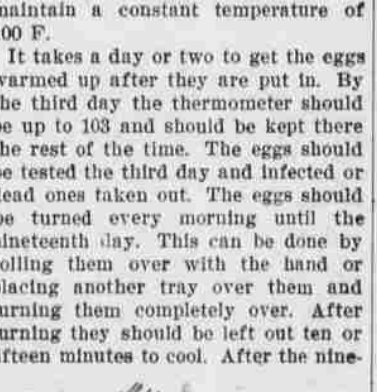 maintain a constant temperature of
00 F.
It takes a day or two to get the eggs
warmed up after they are put in. By
the third day the thermometer should
be up to 103 and should be kept there
the rest of the time. The eggs should
be tested the third day and infected or
dead ones taken out. The eggs should
be turned every morning until the
nineteenth day. This can be done by
rolling them over with the hand or
placing another tray over them and
turning them completely over. After
turning they should be left out ten or
fifteen minutes to cool. After the nine-